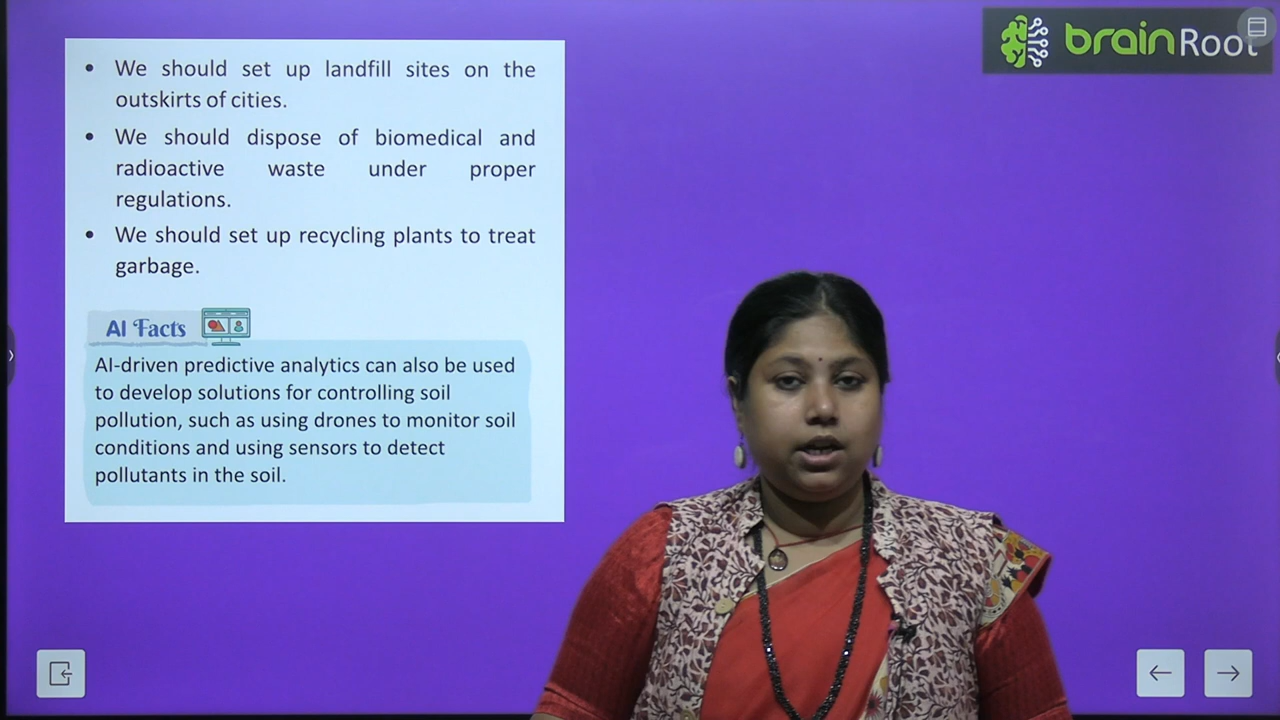 brainRoot
• We should set up landfill sites on the
outskirts of cities.
• We should dispose of biomedical and
radioactive waste under proper
regulations.
• We should set up recycling plants to treat
garbage.
AI Facts
AI-driven predictive analytics can also be used
to develop solutions for controlling soil
pollution, such as using drones to monitor soil
conditions and using sensors to detect
pollutants in the soil.